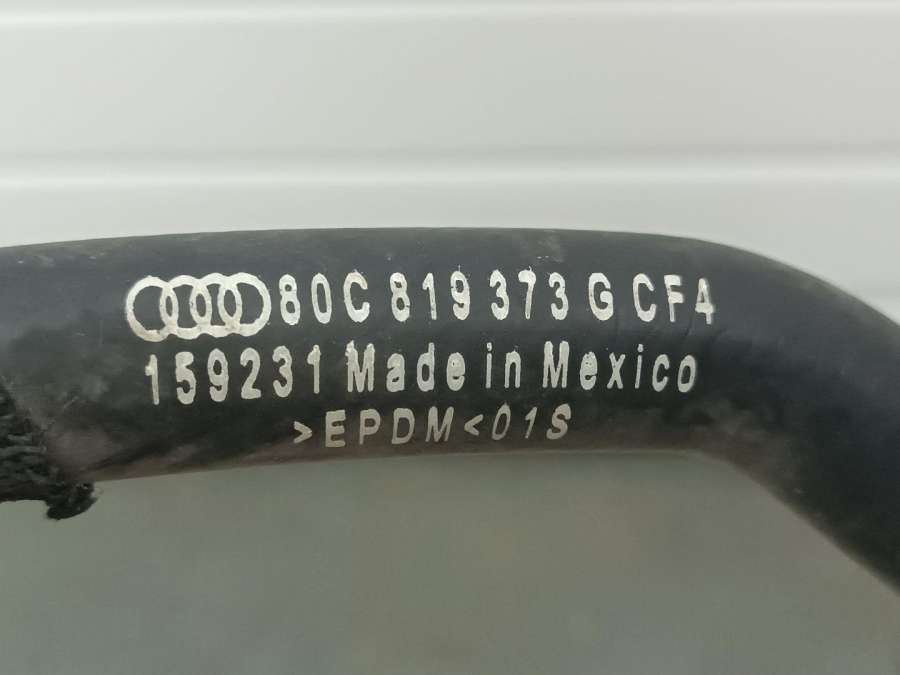 80C 819 373 G CF4
159231 Made in Mexico
>EPDM<01S